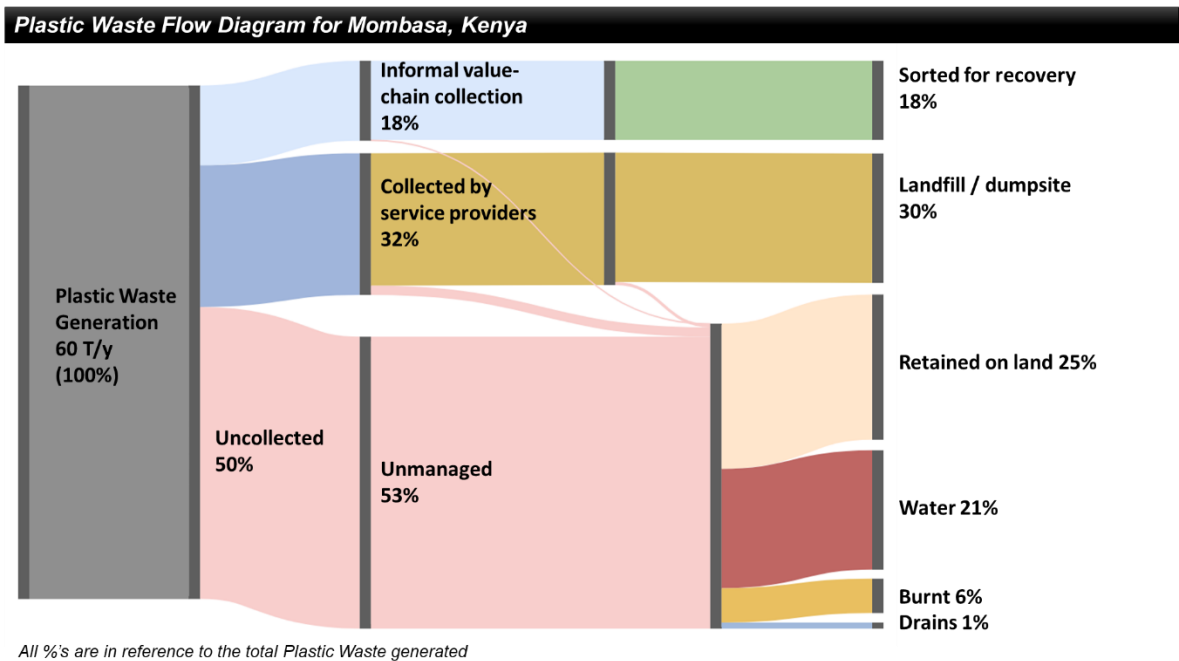 Plastic Waste Flow Diagram for Mombasa, Kenya
Informal value-
chain collection
18%
Sorted for recovery
18%
Collected by
service providers
32%
Landfill / dumpsite
30%
Plastic Waste
Generation
60 T/y
(100%)
Retained on land 25%
Uncollected
50%
Unmanaged
53%
Water 21%
Burnt 6%
Drains 1%
All %'s are in reference to the total Plastic Waste generated